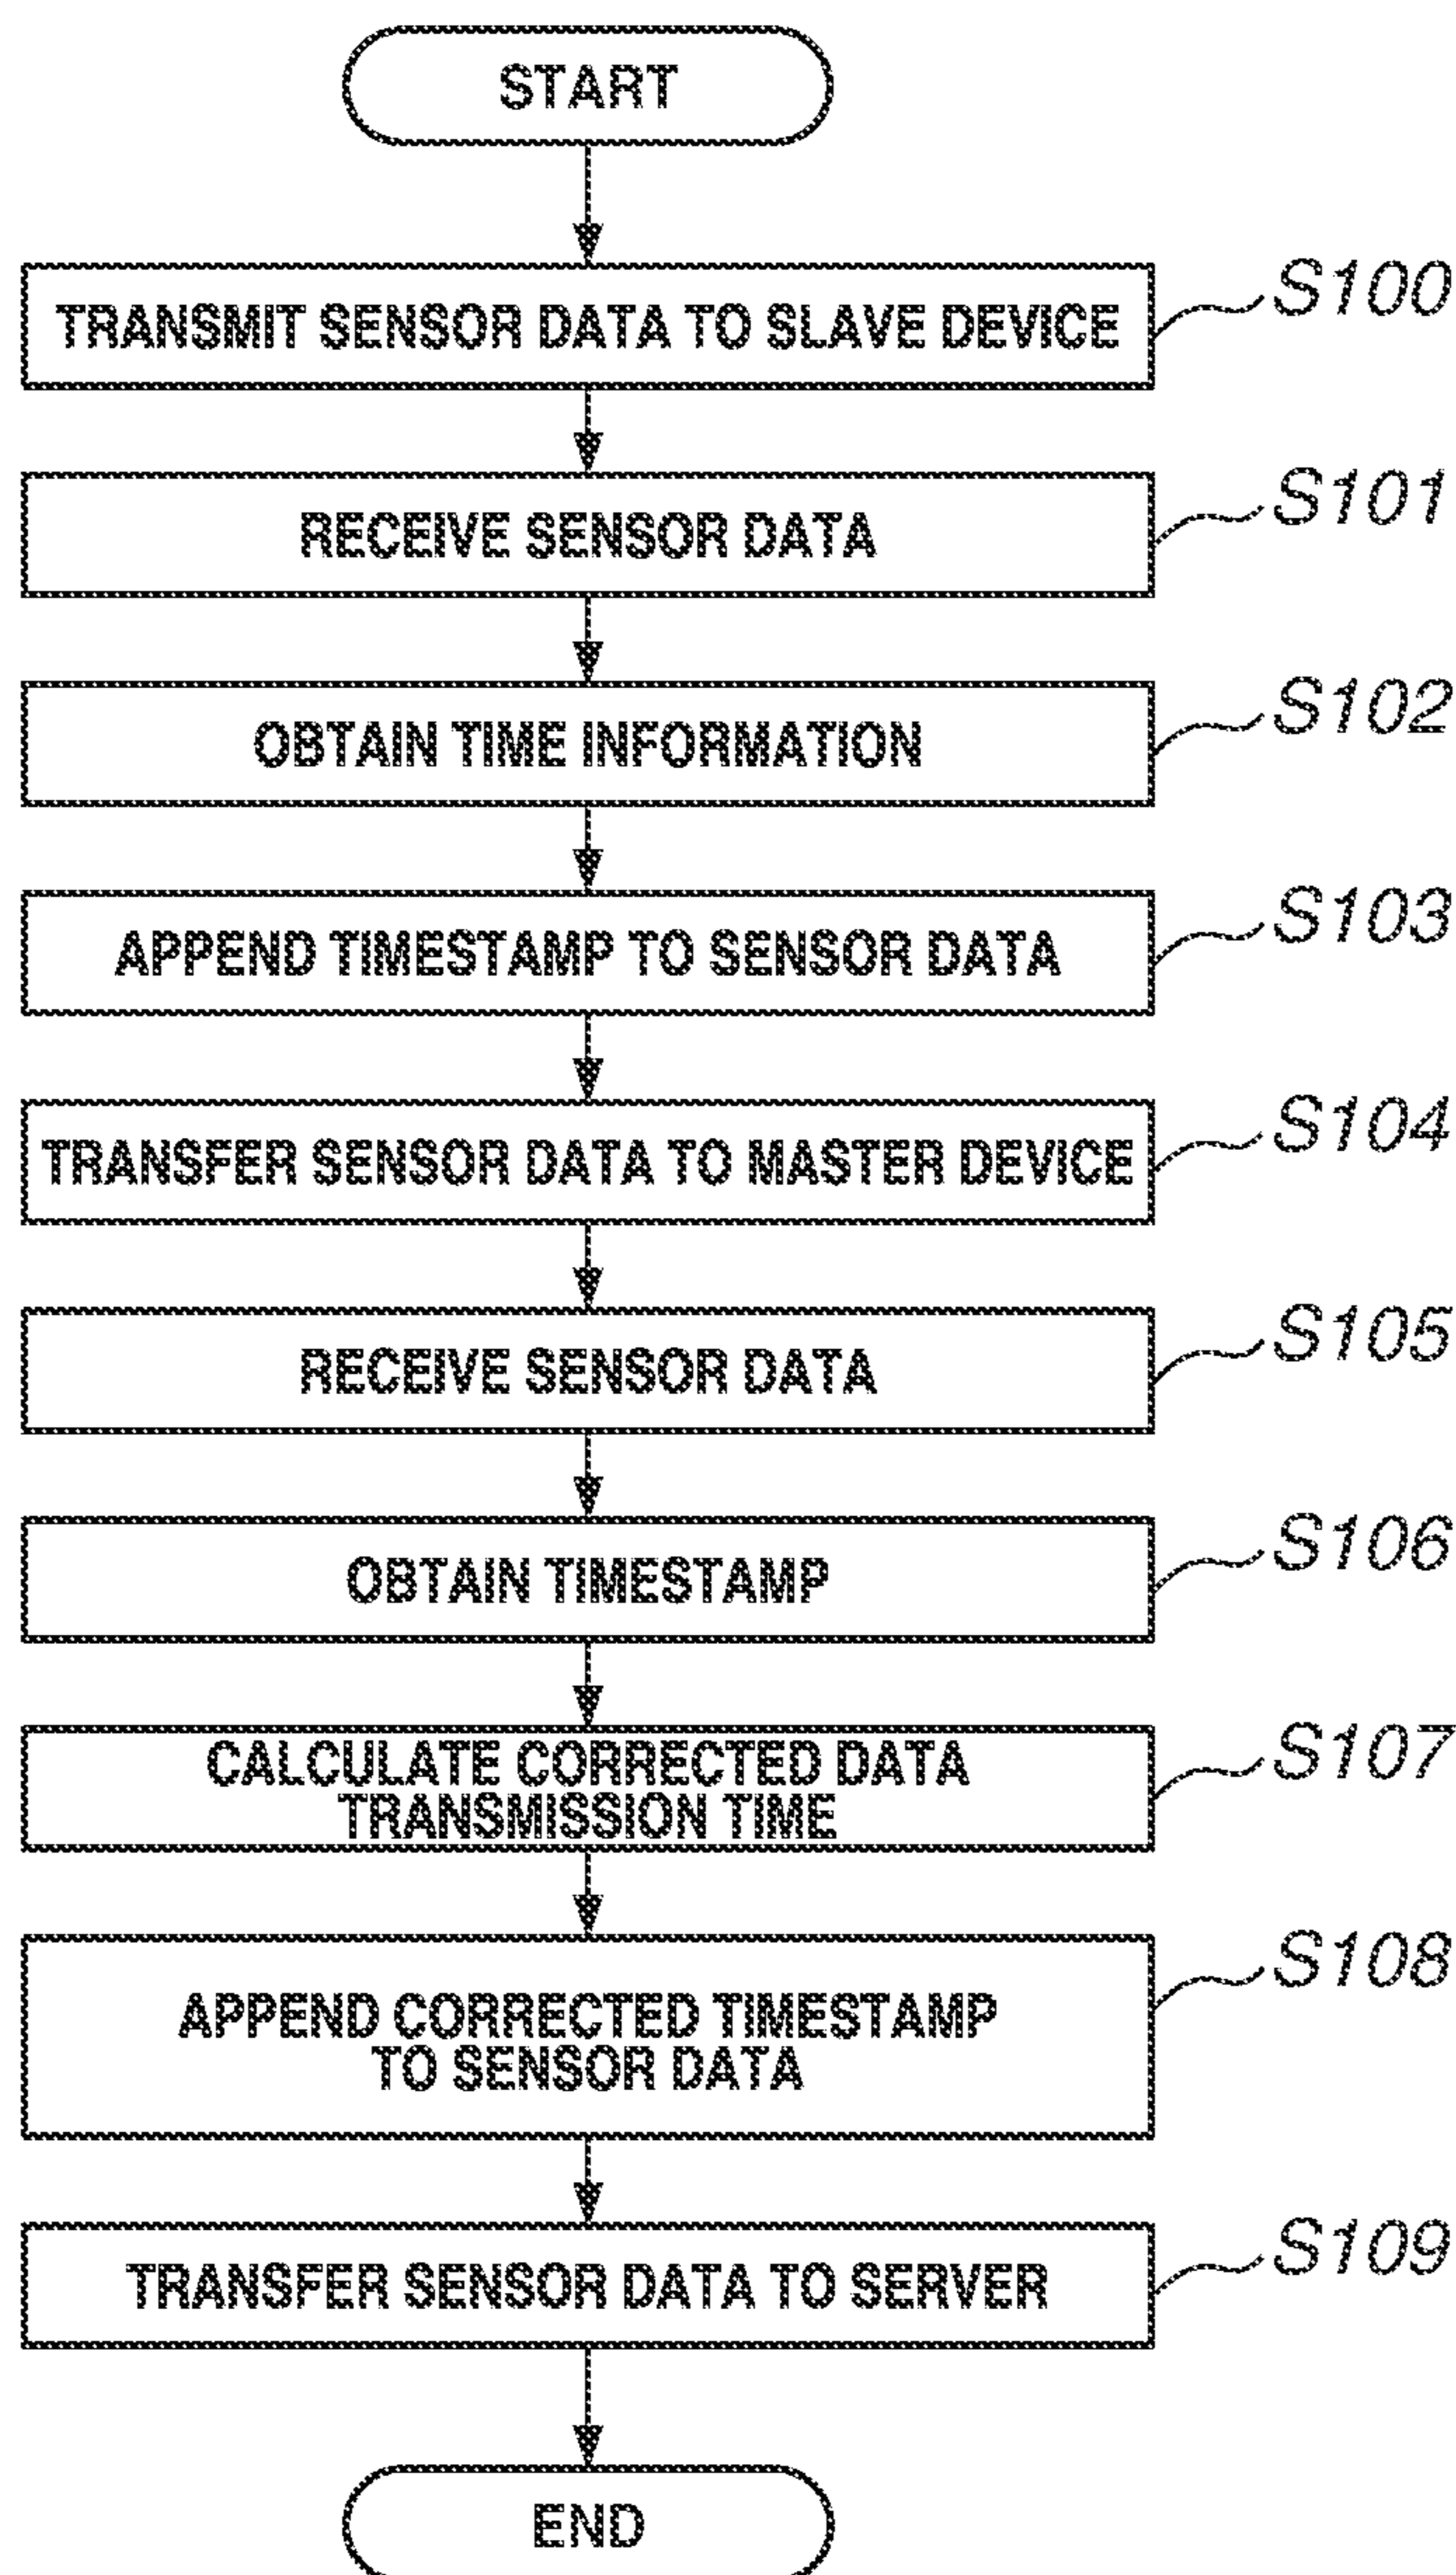 START
TRANSMIT SENSOR DATA TO SLAVE DEVICE
S100
RECEIVE SENSOR DATA
S101
OBTAIN TIME INFORMATION
S102
APPEND TIMESTAMP TO SENSOR DATA
S103
TRANSFER SENSOR DATA TO MASTER DEVICE
S104
RECEIVE SENSOR DATA
S105
OBTAIN TIMESTAMP
S106
CALCULATE CORRECTED DATA
TRANSMISSION TIME
S107
APPEND CORRECTED TIMESTAMP
TO SENSOR DATA
S108
TRANSFER SENSOR DATA TO SERVER
S109
END